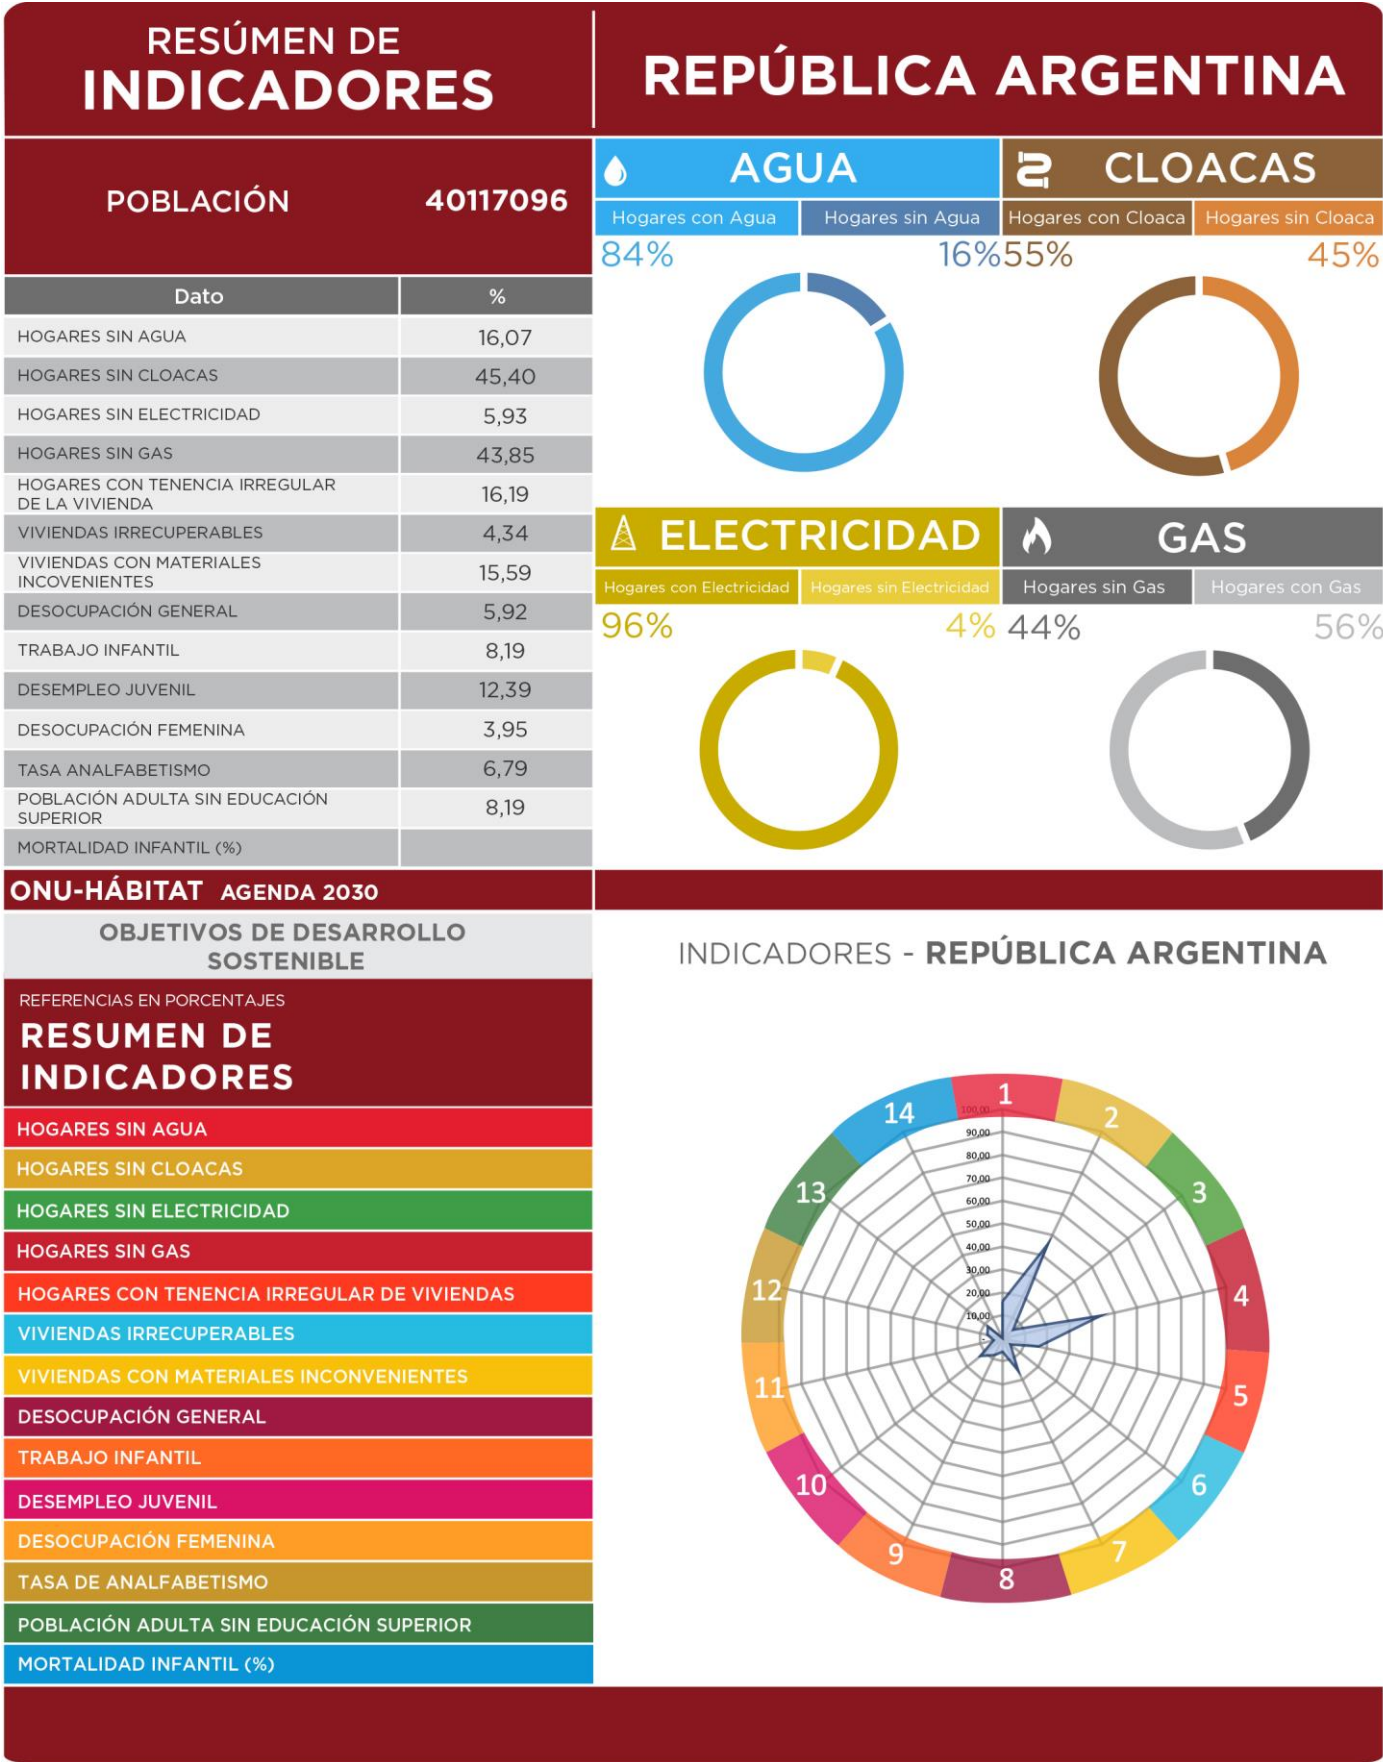 RESÚMEN DE
INDICADORES
REPÚBLICA ARGENTINA
POBLACIÓN 40117096
Dato %
HOGARES SIN AGUA 16,07
HOGARES SIN CLOACAS 45,40
HOGARES SIN ELECTRICIDAD 5,93
HOGARES SIN GAS 43,85
HOGARES CON TENENCIA IRREGULAR
DE LA VIVIENDA 16,19
VIVIENDAS IRRECUPERABLES 4,34
VIVIENDAS CON MATERIALES
INCOVENIENTES 15,59
DESOCUPACIÓN GENERAL 5,92
TRABAJO INFANTIL 8,19
DESEMPLEO JUVENIL 12,39
DESOCUPACIÓN FEMENINA 3,95
TASA ANALFABETISMO 6,79
POBLACIÓN ADULTA SIN EDUCACIÓN
SUPERIOR 8,19
MORTALIDAD INFANTIL (%)
AGUA
Hogares con Agua Hogares sin Agua
84% 16%
CLOACAS
Hogares con Cloaca Hogares sin Cloaca
55% 45%
ELECTRICIDAD
Hogares con Electricidad Hogares sin Electricidad
96% 4%
GAS
Hogares sin Gas Hogares con Gas
44% 56%
ONU-HÁBITAT AGENDA 2030
OBJETIVOS DE DESARROLLO
SOSTENIBLE
REFERENCIAS EN PORCENTAJES
RESUMEN DE
INDICADORES
HOGARES SIN AGUA
HOGARES SIN CLOACAS
HOGARES SIN ELECTRICIDAD
HOGARES SIN GAS
HOGARES CON TENENCIA IRREGULAR DE VIVIENDAS
VIVIENDAS IRRECUPERABLES
VIVIENDAS CON MATERIALES INCONVENIENTES
DESOCUPACIÓN GENERAL
TRABAJO INFANTIL
DESEMPLEO JUVENIL
DESOCUPACIÓN FEMENINA
TASA DE ANALFABETISMO
POBLACIÓN ADULTA SIN EDUCACIÓN SUPERIOR
MORTALIDAD INFANTIL (%)
INDICADORES - REPÚBLICA ARGENTINA
1
2
3
4
5
6
7
8
9
10
11
12
13
14
100,00
90,00
80,00
70,00
60,00
50,00
40,00
30,00
20,00
10,00
-